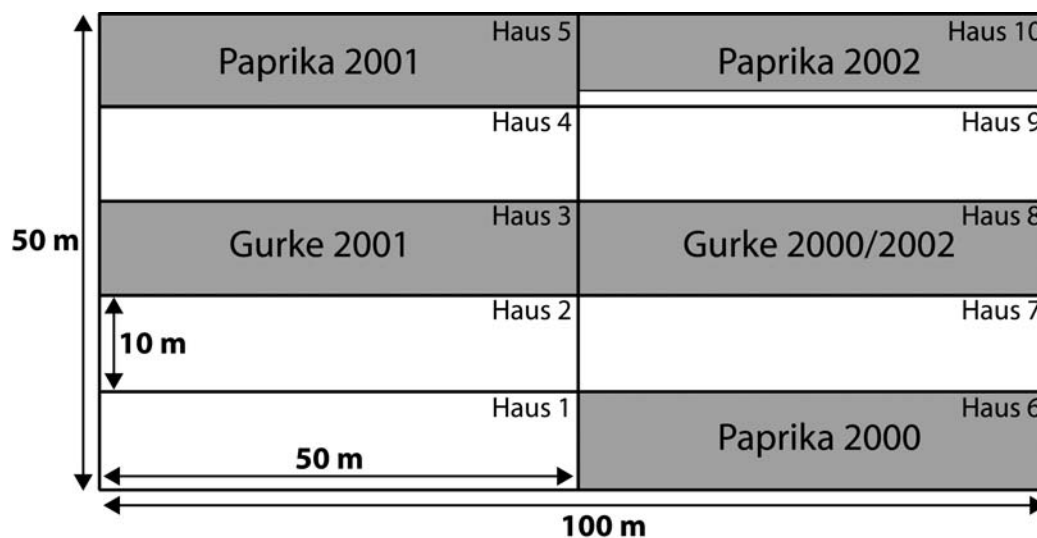 Haus 5
Paprika 2001
Haus 10
Paprika 2002
Haus 4
Haus 9
50 m
Haus 3
Gurke 2001
Haus 8
Gurke 2000/2002
Haus 2
10 m
Haus 7
Haus 1
50 m
Haus 6
Paprika 2000
100 m